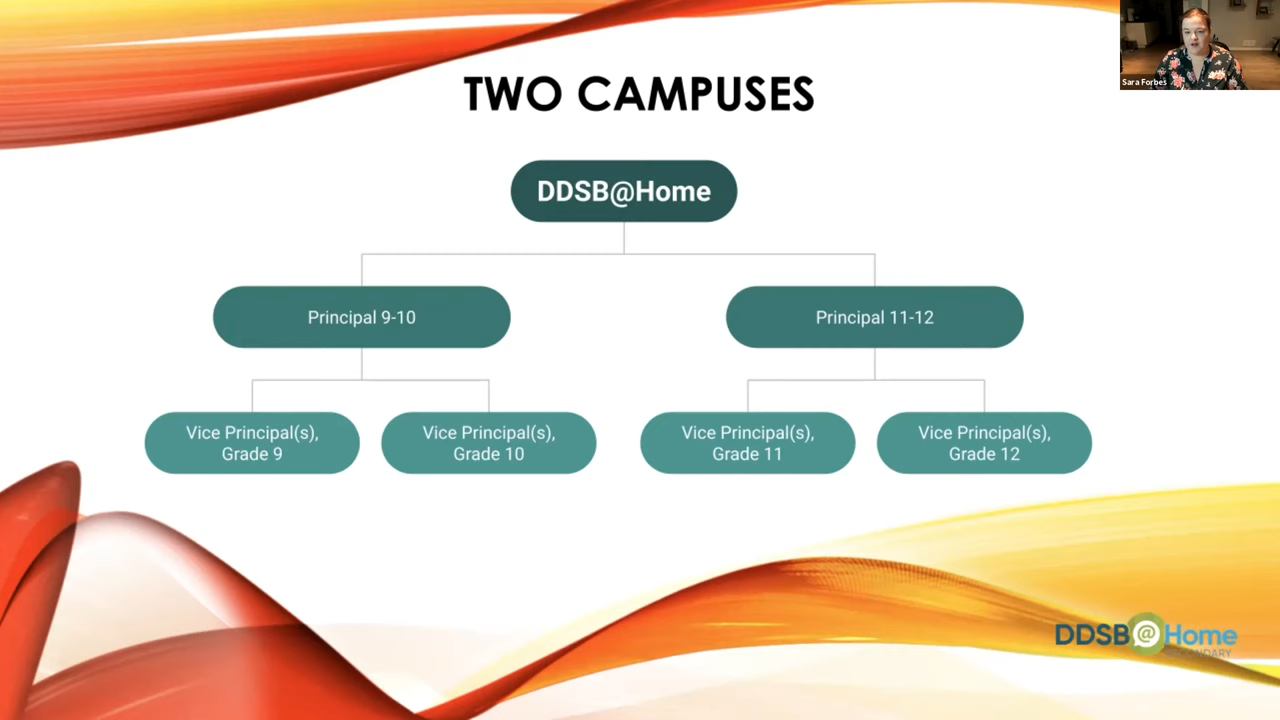 Sara Forbes
TWO CAMPUSES
DDSB@Home
Principal 9-10
Principal 11-12
Vice Principal(s),
Grade 9
Vice Principal(s),
Grade 10
Vice Principal(s),
Grade 11
Vice Principal(s),
Grade 12
DDSB@Home
SECONDARY